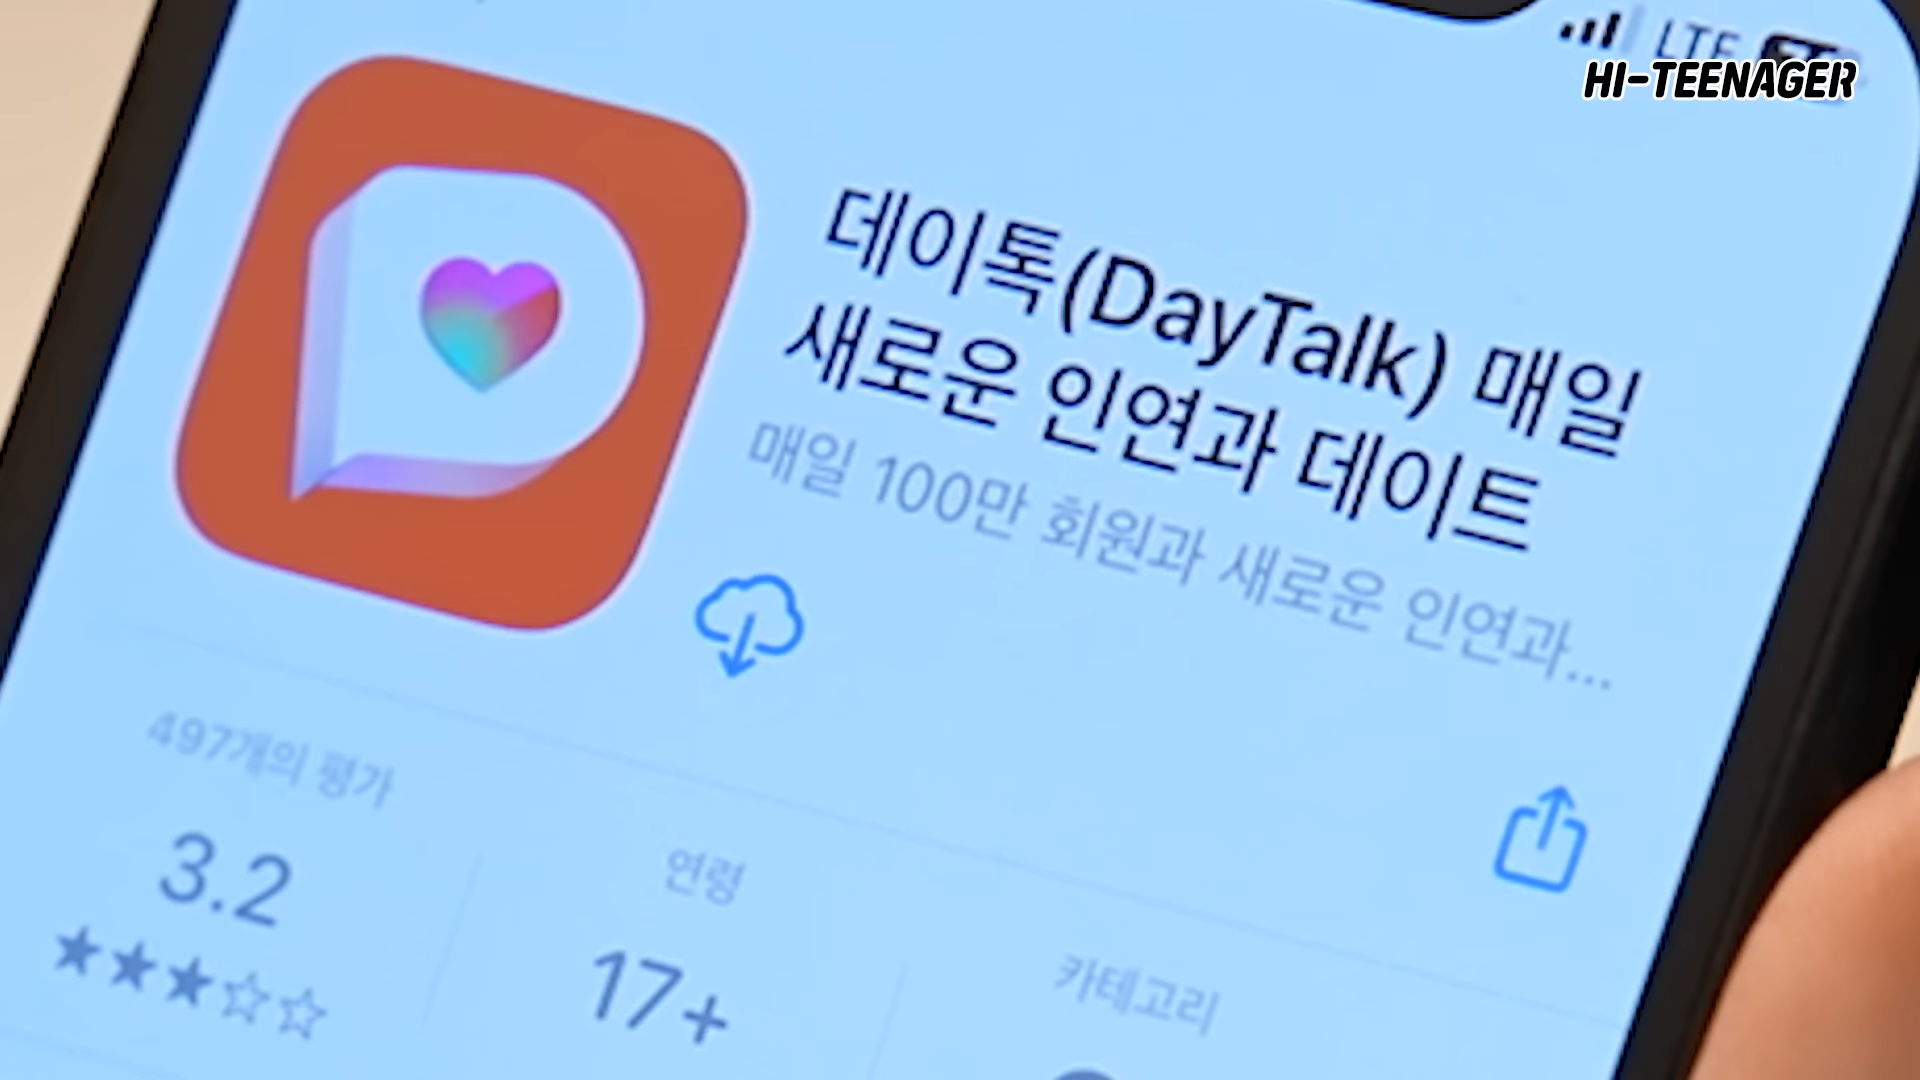 LTE
HI-TEENAGER
데이톡(DayTalk) 매일
새로운 인연과 데이트
매일 100만 회원과 새로운 인연과...
497개의 평가
3.2
연령
17+
카테고리